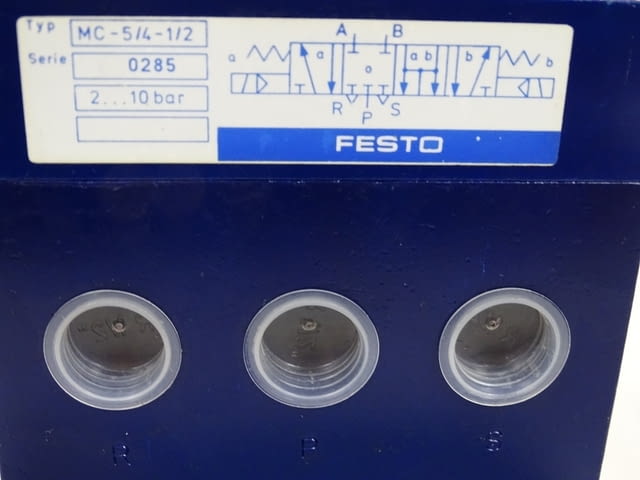 Typ MC-5/4-1/2
Serie 0285
2...10 bar
A B
a a o a b b b
R P S
FESTO
R P S